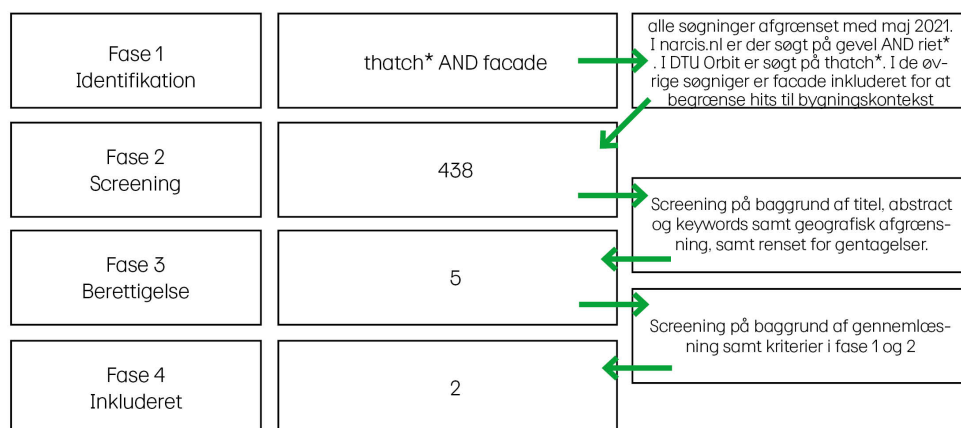 Fase 1
Identifikation
thatch* AND facade
alle søgninger afgrænset med maj 2021.
I narcis.nl er der søgt på gevel AND riet*
. I DTU Orbit er søgt på thatch*. I de øv-
rige søgniger er facade inkluderet for at
begrænse hits til bygningskontekst
Fase 2
Screening
438
Screening på baggrund af titel, abstract
og keywords samt geografisk afgræns-
ning, samt renset for gentagelser.
Fase 3
Berettigelse
5
Screening på baggrund af gennemlæs-
ning samt kriterier i fase 1 og 2
Fase 4
Inkluderet
2